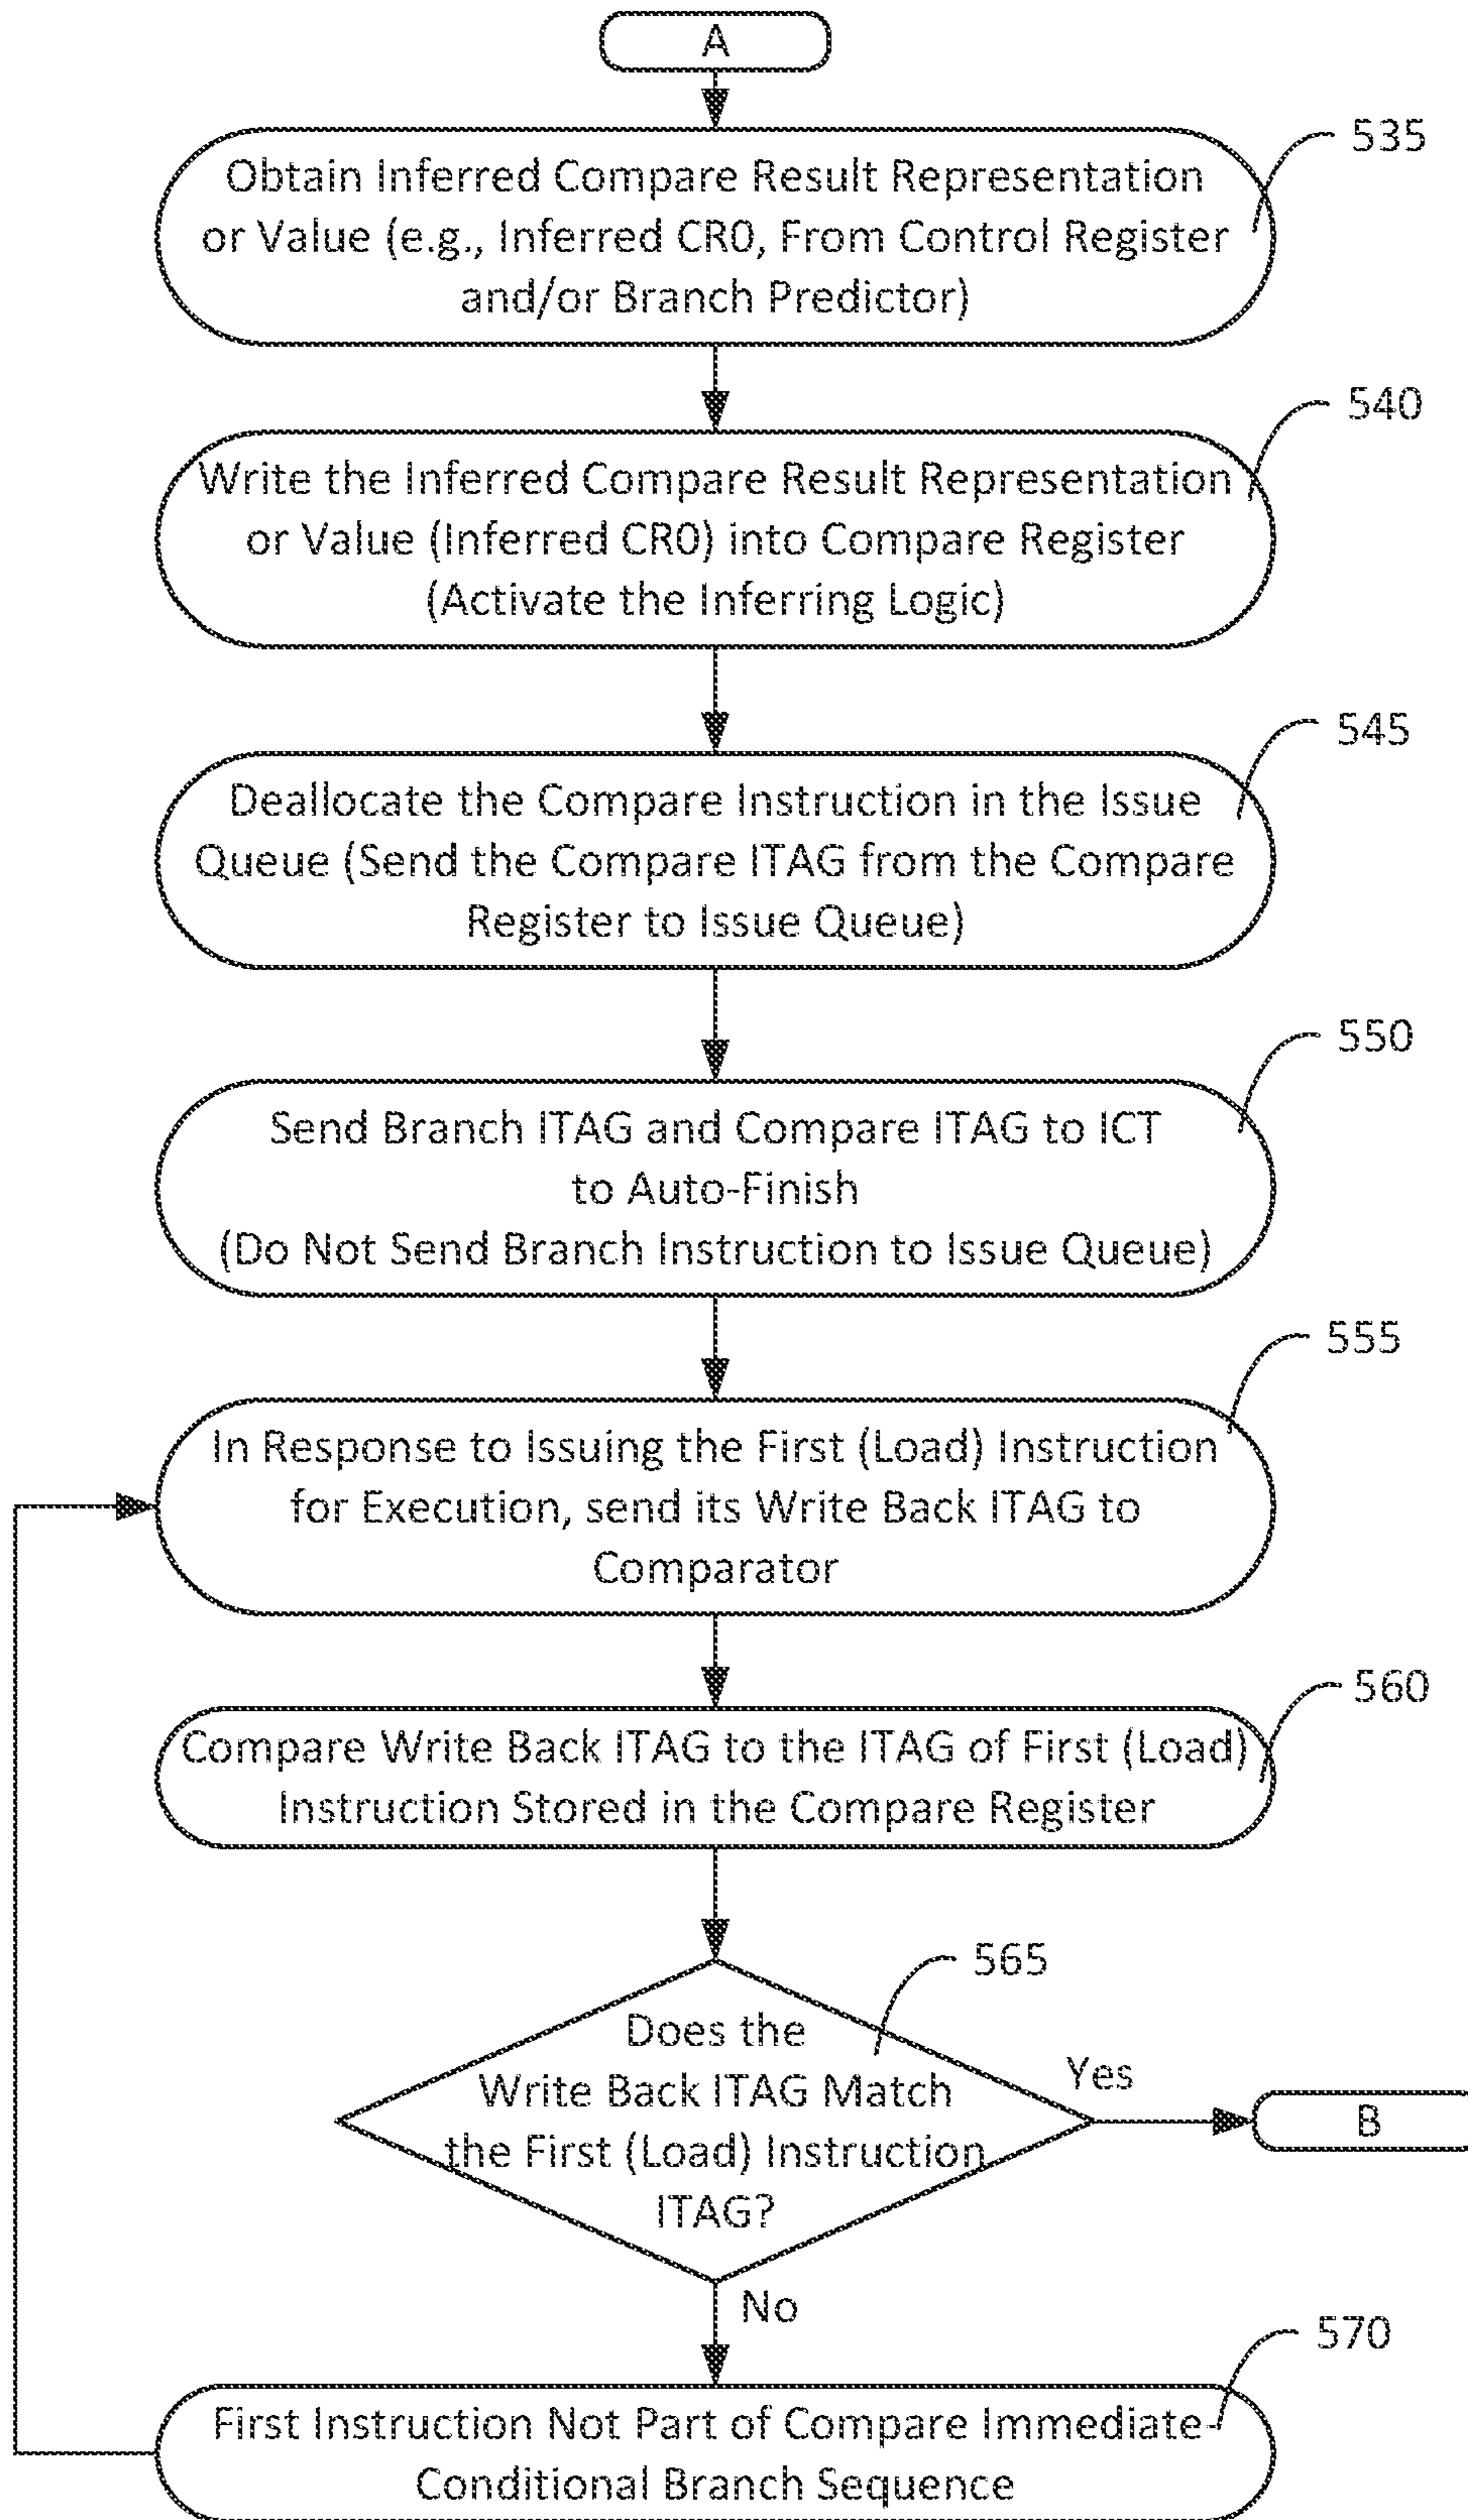 A
535
Obtain Inferred Compare Result Representation
or Value (e.g., Inferred CR0, From Control Register
and/or Branch Predictor)
540
Write the Inferred Compare Result Representation
or Value (Inferred CR0) into Compare Register
(Activate the Inferring Logic)
545
Deallocate the Compare Instruction in the Issue
Queue (Send the Compare ITAG from the Compare
Register to Issue Queue)
550
Send Branch ITAG and Compare ITAG to ICT
to Auto-Finish
(Do Not Send Branch Instruction to Issue Queue)
555
In Response to Issuing the First (Load) Instruction
for Execution, send its Write Back ITAG to
Comparator
560
Compare Write Back ITAG to the ITAG of First (Load)
Instruction Stored in the Compare Register
565
Does the
Write Back ITAG Match
the First (Load) Instruction
ITAG?
Yes
B
No
570
First Instruction Not Part of Compare Immediate-
Conditional Branch Sequence